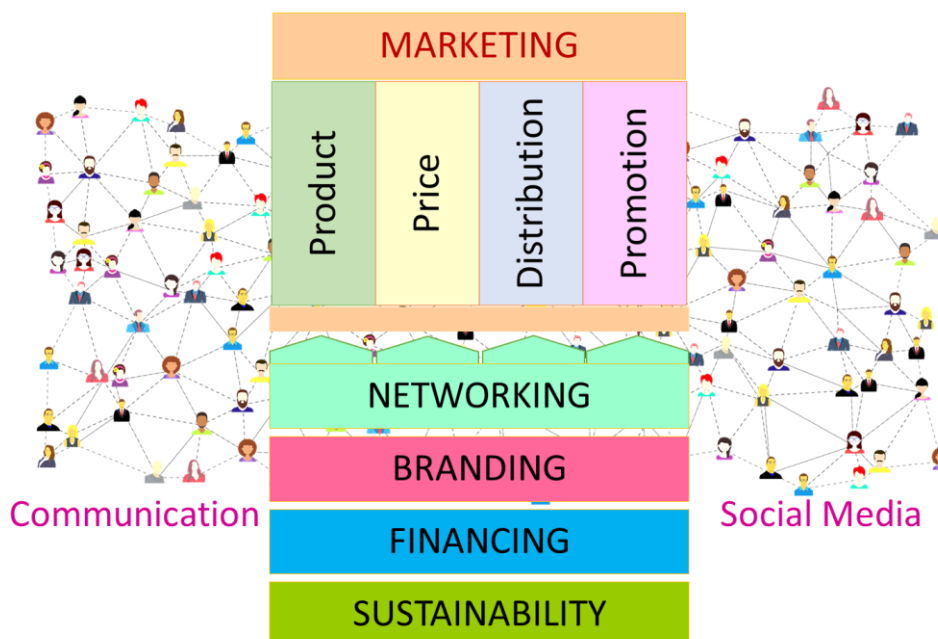 MARKETING
Product
Price
Distribution
Promotion
NETWORKING
BRANDING
Communication
Social Media
FINANCING
SUSTAINABILITY